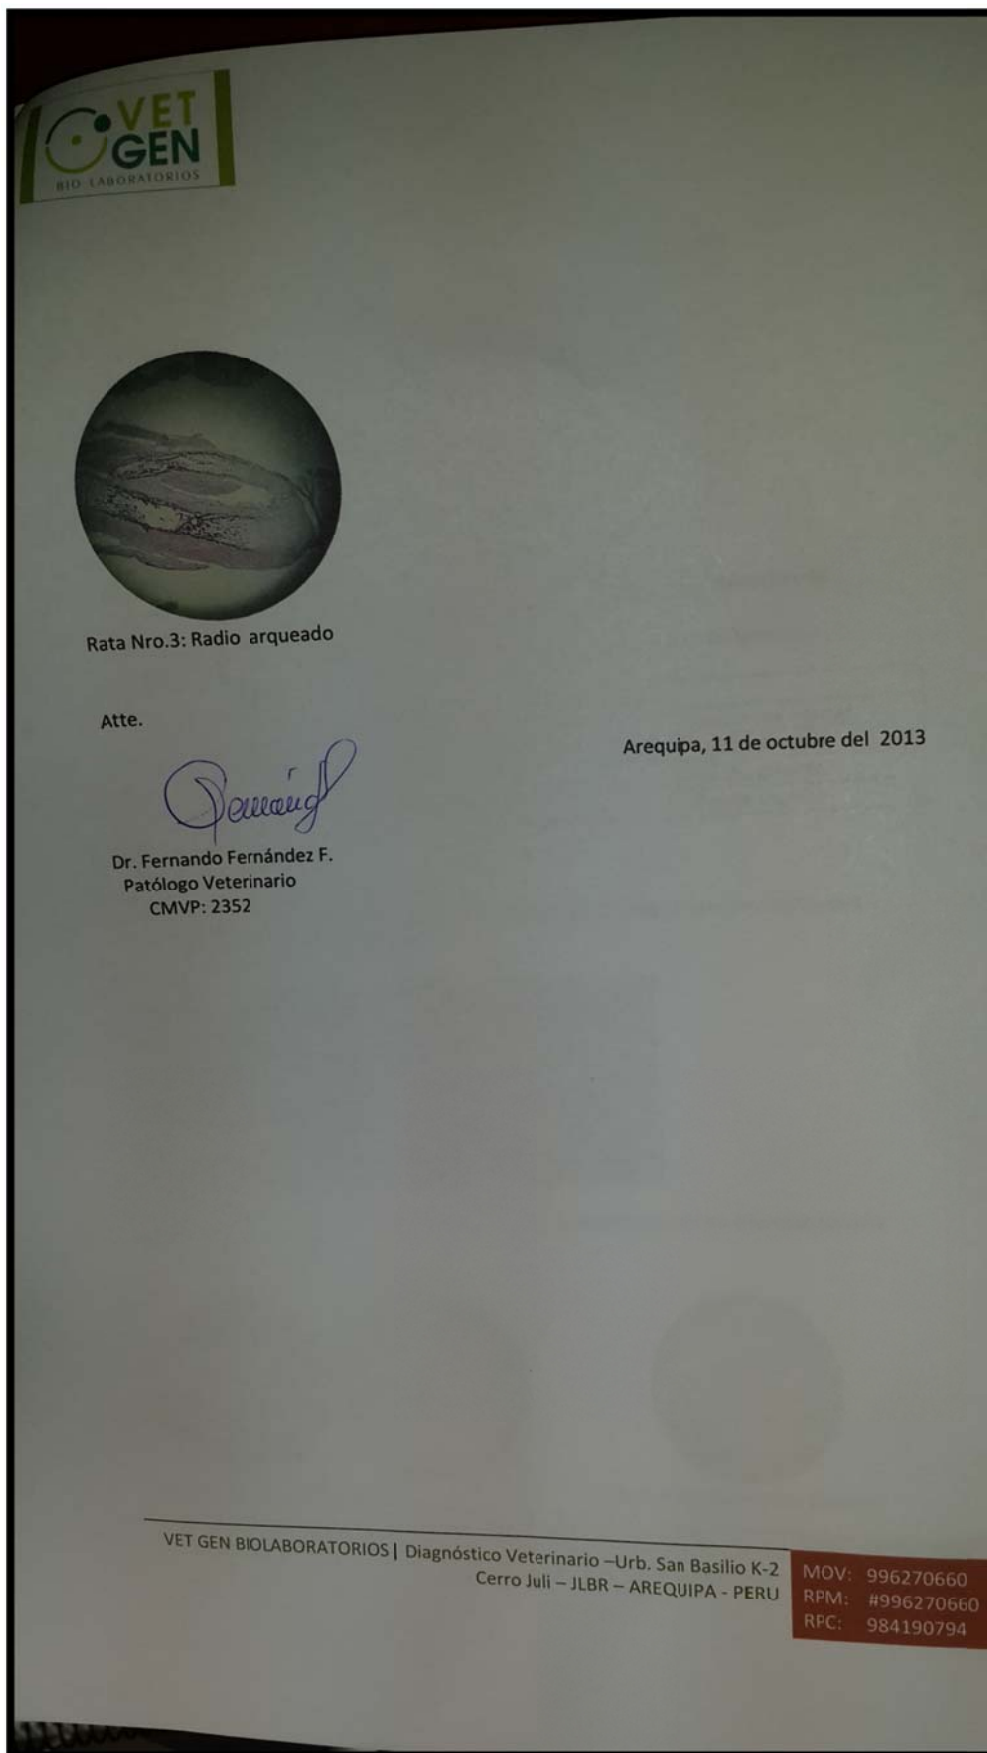 VET
GEN
BIO LABORATORIOS
Rata Nro.3: Radio arqueado
Atte.
Arequipa, 11 de octubre del 2013
Dr. Fernando Fernández F.
Patólogo Veterinario
CMVP: 2352
VET GEN BIOLABORATORIOS | Diagnóstico Veterinario –Urb. San Basilio K-2
Cerro Juli – JLBR – AREQUIPA - PERU
MOV: 996270660
RPM: #996270660
RPC: 984190794